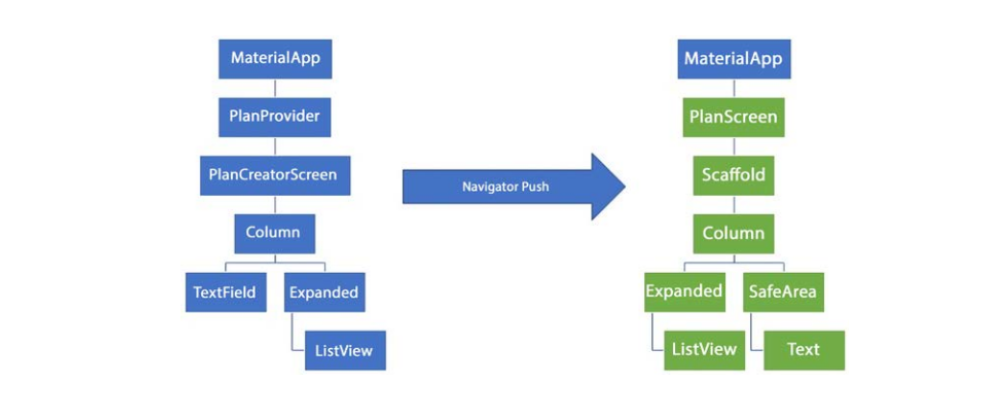 MaterialApp
PlanProvider
PlanCreatorScreen
Column
TextField
Expanded
ListView
Navigator Push
MaterialApp
PlanScreen
Scaffold
Column
Expanded
SafeArea
ListView
Text